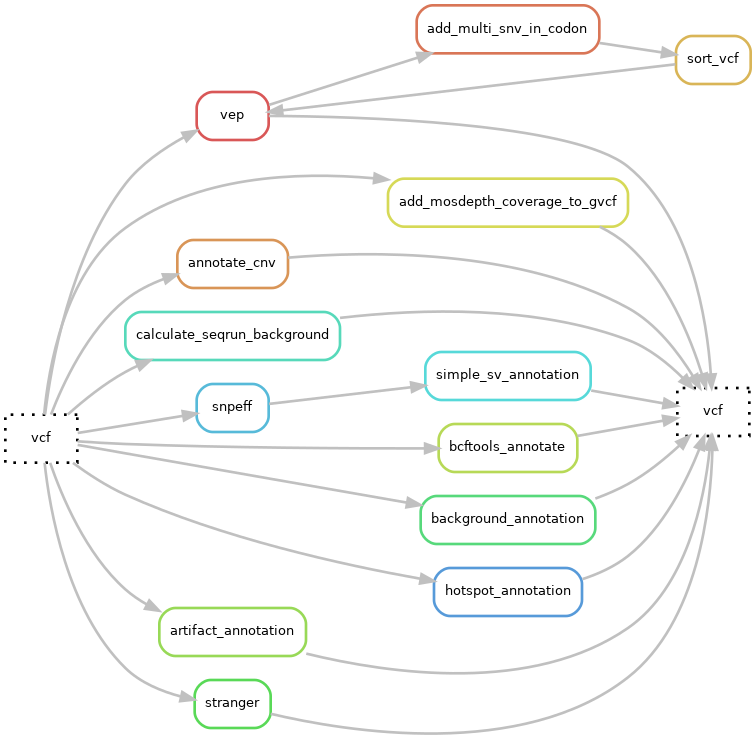 add_multi_snv_in_codon
sort_vcf
vep
add_mosdepth_coverage_to_gvcf
annotate_cnv
calculate_seqrun_background
simple_sv_annotation
snpeff
vcf
vcf
bcftools_annotate
background_annotation
hotspot_annotation
artifact_annotation
stranger